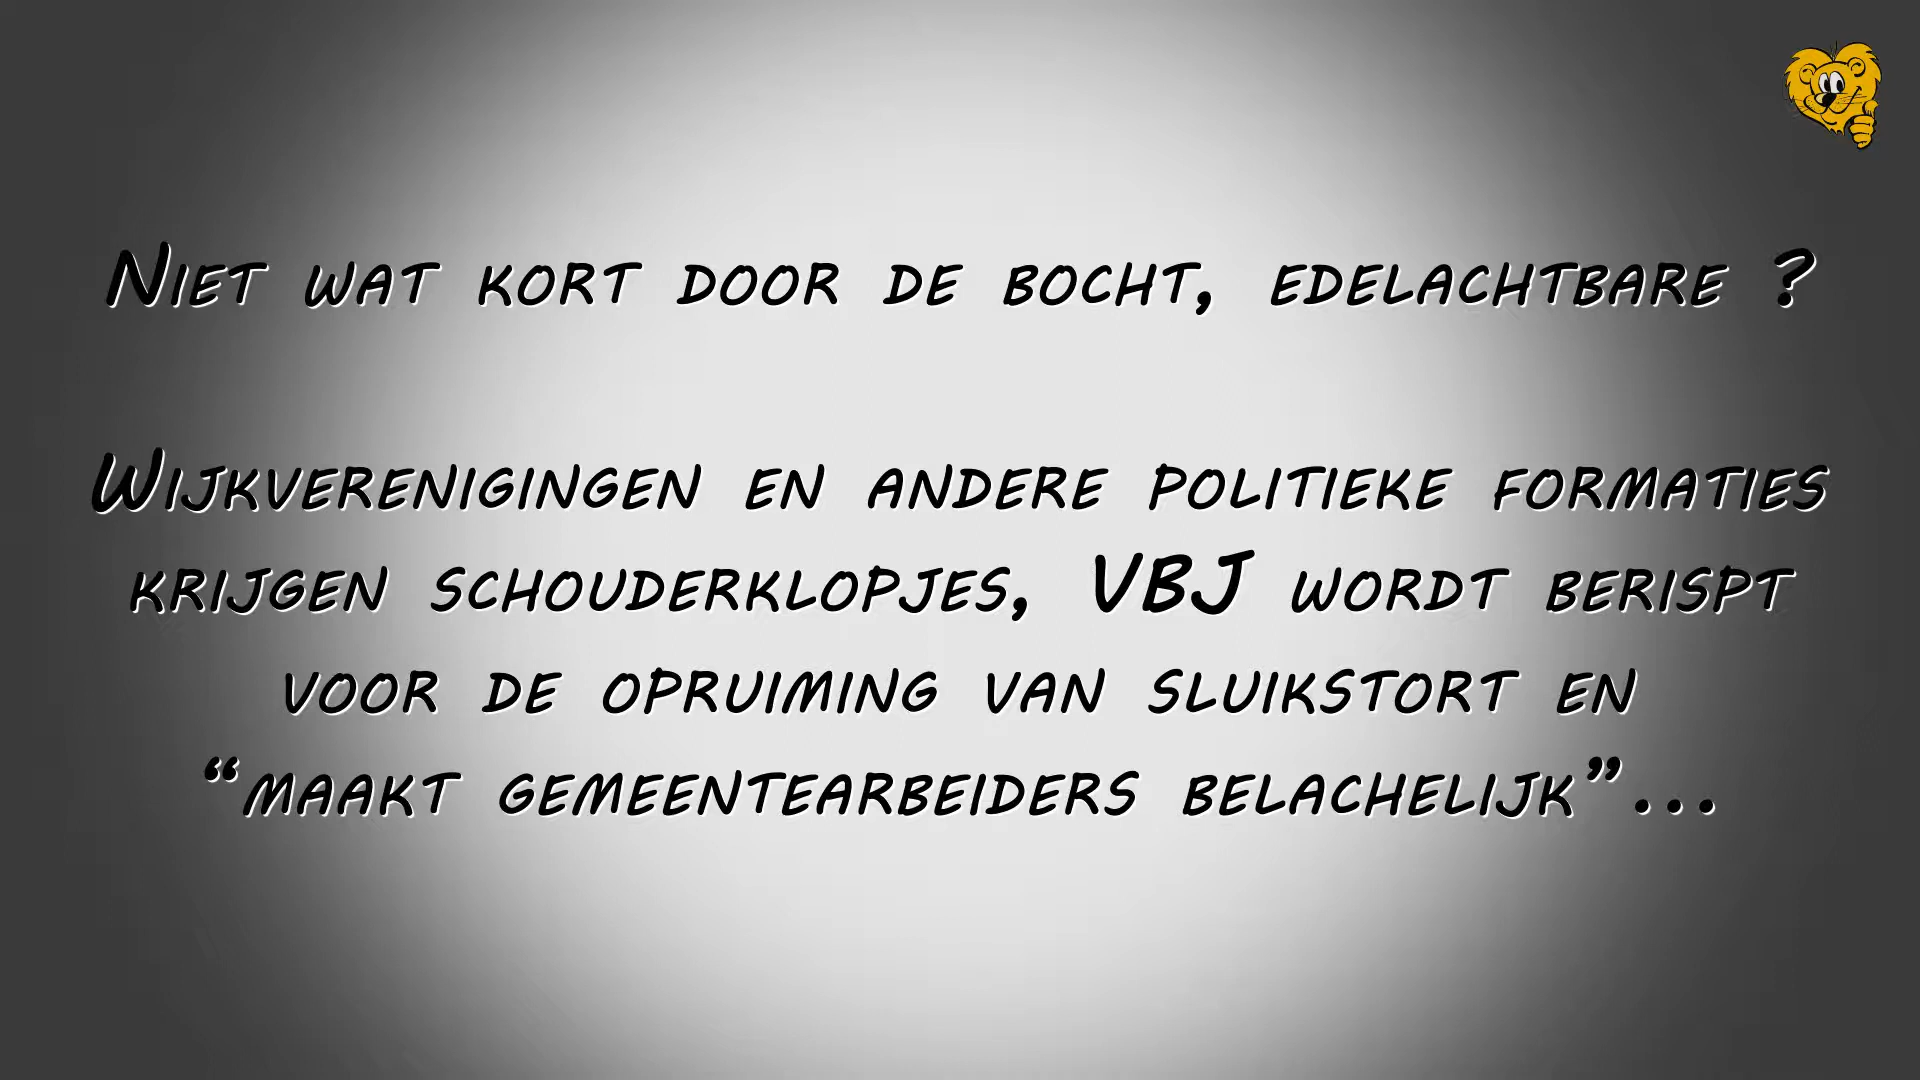 Niet wat kort door de bocht, edelachtbare ?
Wijkverenigingen en andere politieke formaties
krijgen schouderklopjes, VBJ wordt berispt
voor de opruiming van sluikstort en
“maakt gemeentearbeiders belachelijk”...